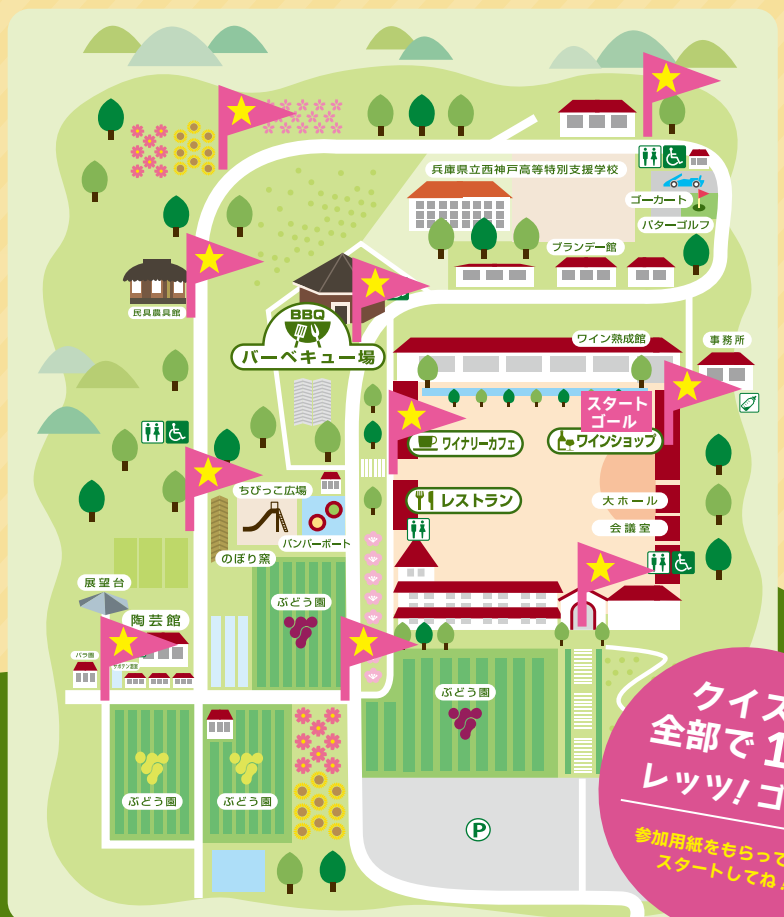 兵庫県立西神戸高等特別支援学校
ゴーカート
パターゴルフ
ブランデー館
民具農具館
BBQ
バーベキュー場
ワイン熟成館
事務所
スタート
ゴール
ワイナリーカフェ
ワインショップ
ちびっこ広場
レストラン
大ホール
会議室
バンパーボート
のぼり窯
展望台
ぶどう園
陶芸館
バラ園
ぶどう園
ぶどう園
ぶどう園
P
クイズ
全部で1
レッツ!ゴ
参加用紙をもらって
スタートしてね